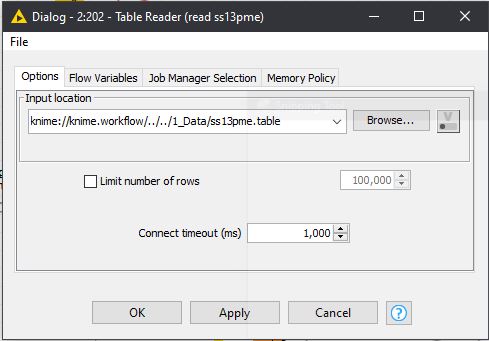 Dialog - 2:202 - Table Reader (read ss13pme)
File
Options Flow Variables Job Manager Selection Memory Policy
Input location
knime://knime.workflow/../../1_Data/ss13pme.table Browse... V
Limit number of rows 100,000
Connect timeout (ms) 1,000
OK Apply Cancel ?